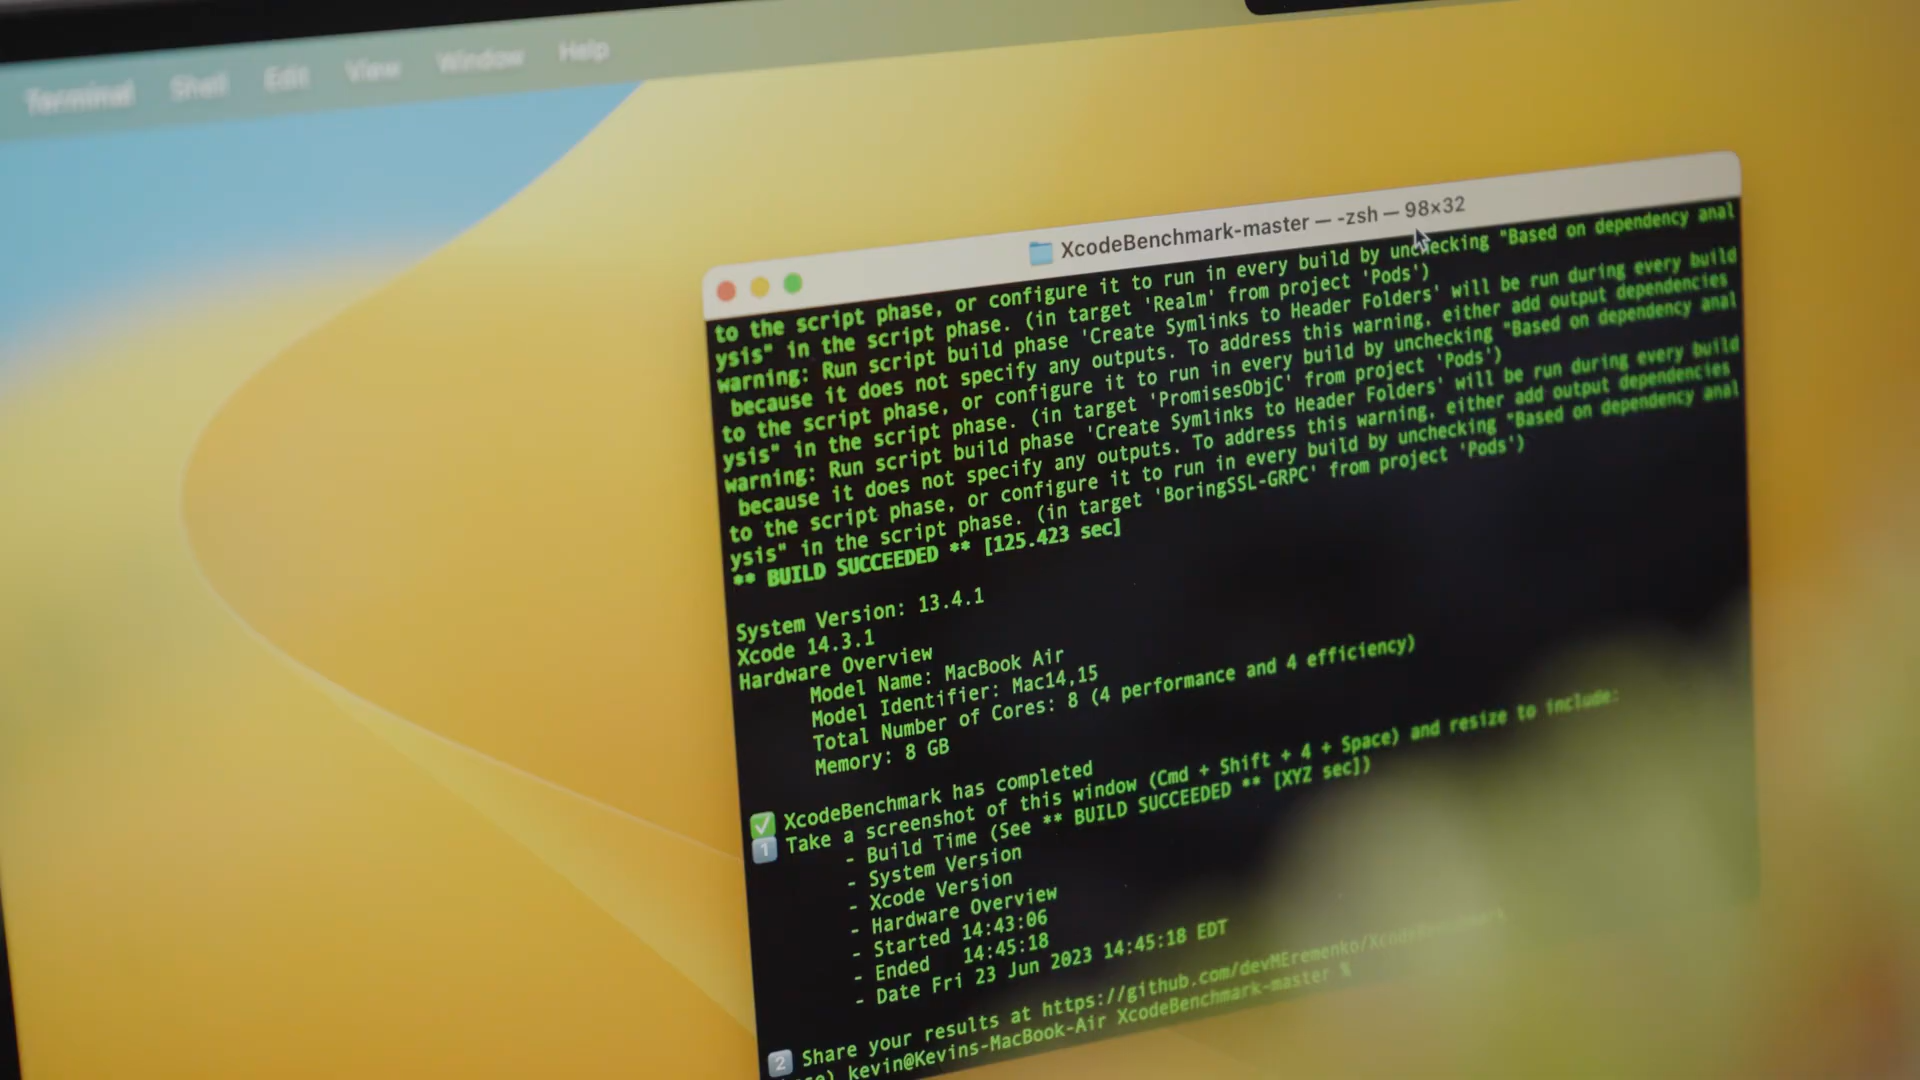 Terminal Shell Edit View Window Help
XcodeBenchmark-master — -zsh — 98×32
to the script phase, or configure it to run in every build by unchecking "Based on dependency anal
ysis" in the script phase. (in target 'Realm' from project 'Pods')
warning: Run script build phase 'Create Symlinks to Header Folders' will be run during every build
because it does not specify any outputs. To address this warning, either add output dependencies
to the script phase, or configure it to run in every build by unchecking "Based on dependency anal
ysis" in the script phase. (in target 'PromisesObjC' from project 'Pods')
warning: Run script build phase 'Create Symlinks to Header Folders' will be run during every build
because it does not specify any outputs. To address this warning, either add output dependencies
to the script phase, or configure it to run in every build by unchecking "Based on dependency anal
ysis" in the script phase. (in target 'BoringSSL-GRPC' from project 'Pods')
** BUILD SUCCEEDED ** [125.423 sec]
System Version: 13.4.1
Xcode 14.3.1
Hardware Overview
Model Name: MacBook Air
Model Identifier: Mac14,15
Total Number of Cores: 8 (4 performance and 4 efficiency)
Memory: 8 GB
✅ XcodeBenchmark has completed
1️⃣ Take a screenshot of this window (Cmd + Shift + 4 + Space) and resize to include:
- Build Time (See ** BUILD SUCCEEDED ** [XYZ sec])
- System Version
- Xcode Version
- Hardware Overview
- Started 14:43:06
- Ended 14:45:18
- Date Fri 23 Jun 2023 14:45:18 EDT
2️⃣ Share your results at https://github.com/devMEremenko/XcodeBenchmark
kevin@Kevins-MacBook-Air XcodeBenchmark-master %